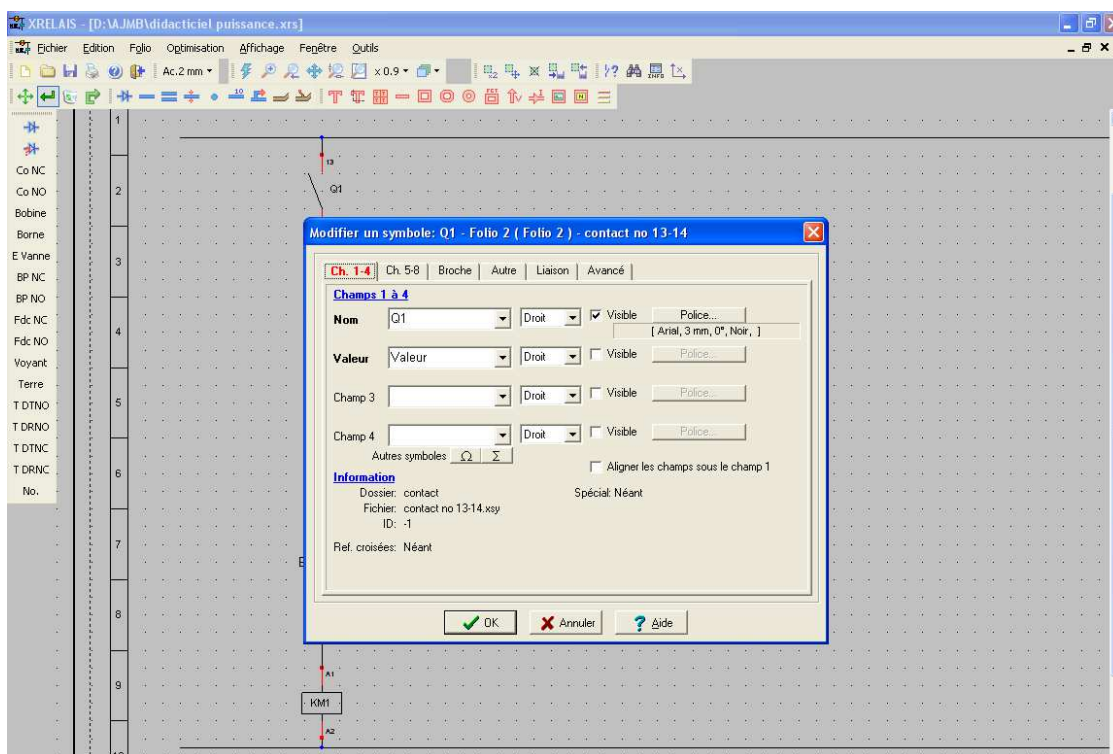 XRELAIS - [D:\AJMB\didacticiel puissance.xrs]
Fichier Edition Folio Optimisation Affichage Fenêtre Outils
Ac.2 mm x0.9
Co NC
Co NO
Bobine
Borne
E Vanne
BP NC
BP NO
Fdc NC
Fdc NO
Voyant
Terre
T DTNO
T DRNO
T DTNC
T DRNC
No.
1
2
3
4
5
6
7
8
9
13
Q1
Modifier un symbole: Q1 - Folio 2 ( Folio 2 ) - contact no 13-14
Ch. 1-4 Ch. 5-8 Broche Autre Liaison Avancé
Champs 1 à 4
Nom Q1 Droit Visible Police...
[ Arial, 3 mm, 0°, Noir, ]
Valeur Valeur Droit Visible Police...
Champ 3 Droit Visible Police...
Champ 4 Droit Visible Police...
Autres symboles Ω Σ
Aligner les champs sous le champ 1
Information
Dossier: contact Spécial: Néant
Fichier: contact no 13-14.xsy
ID: -1
Ref. croisées: Néant
OK Annuler ? Aide
A1
KM1
A2